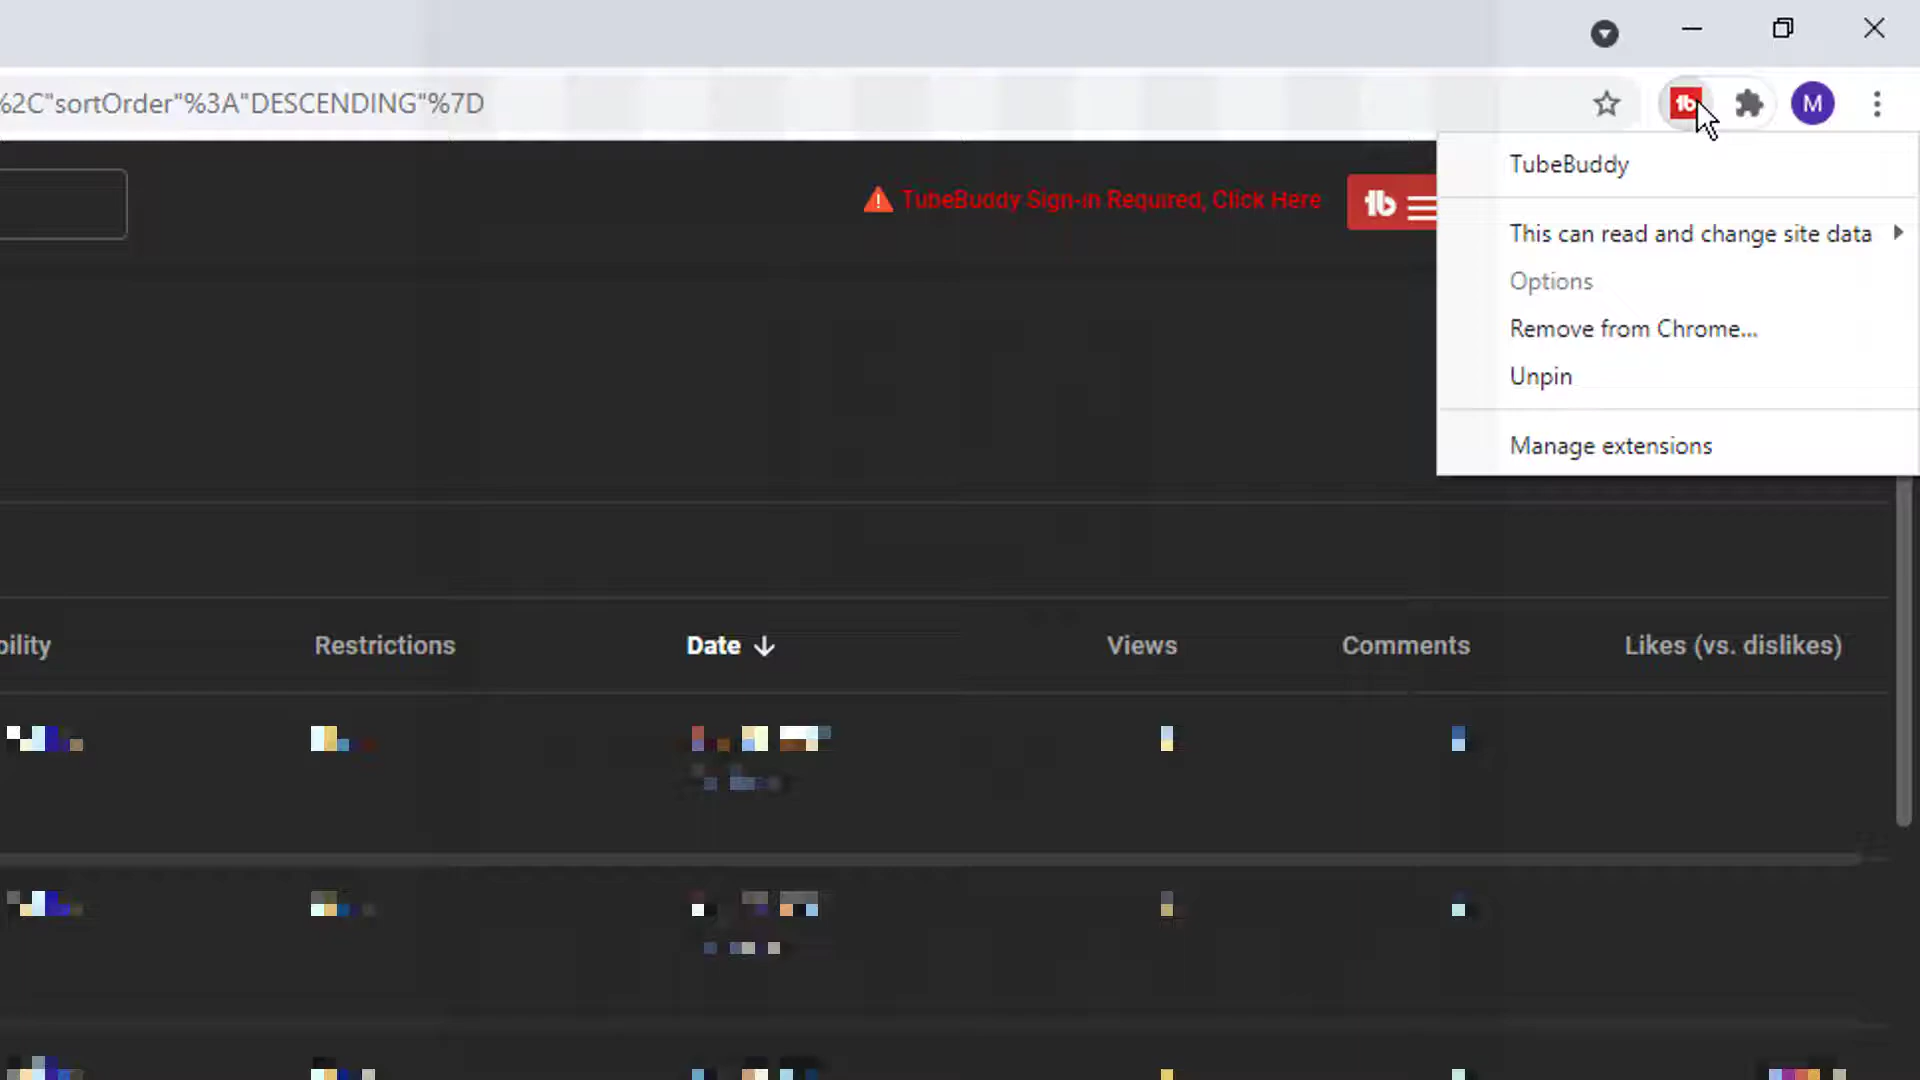 %2C"sortOrder"%3A"DESCENDING"%7D
M
TubeBuddy
TubeBuddy Sign-in Required, Click Here
This can read and change site data
Options
Remove from Chrome...
Unpin
Manage extensions
bility
Restrictions
Date
Views
Comments
Likes (vs. dislikes)